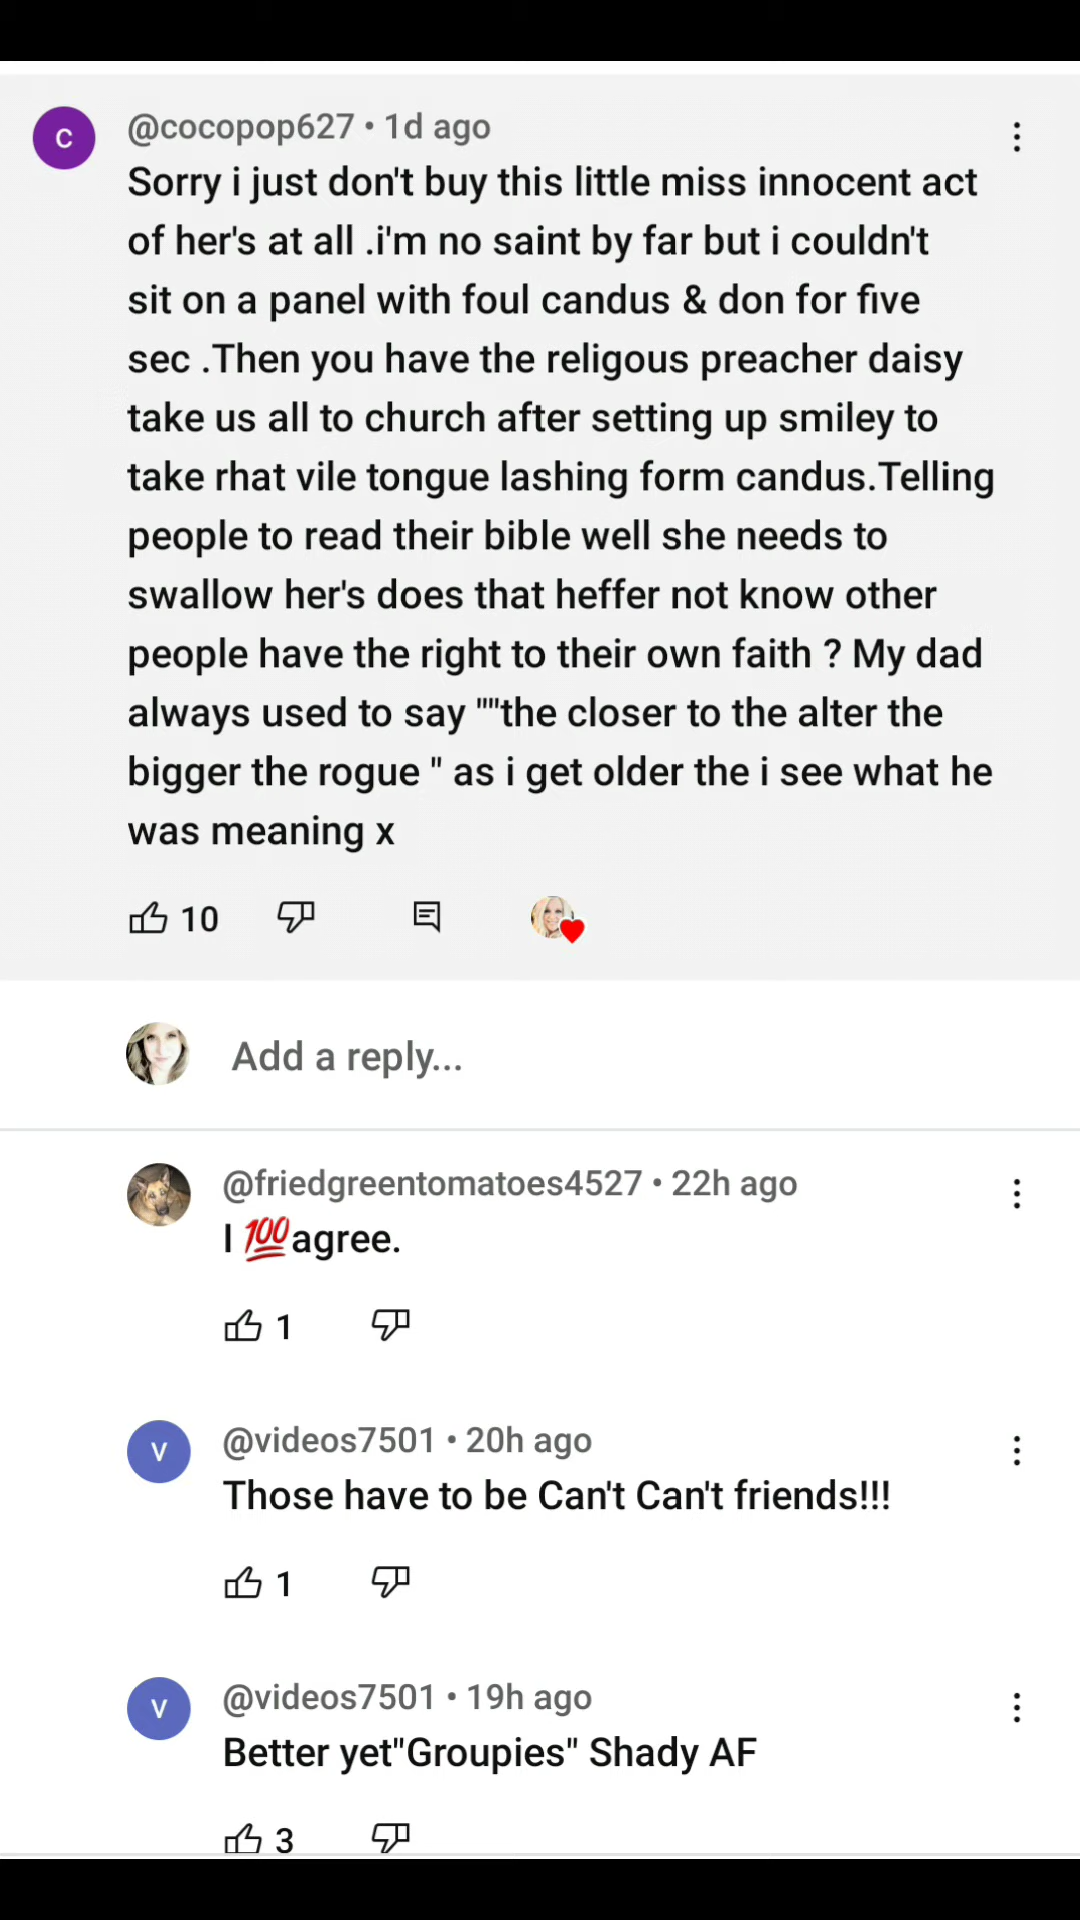 C
@cocopop627 • 1d ago
Sorry i just don't buy this little miss innocent act
of her's at all .i'm no saint by far but i couldn't
sit on a panel with foul candus & don for five
sec .Then you have the religous preacher daisy
take us all to church after setting up smiley to
take rhat vile tongue lashing form candus.Telling
people to read their bible well she needs to
swallow her's does that heffer not know other
people have the right to their own faith ? My dad
always used to say ""the closer to the alter the
bigger the rogue " as i get older the i see what he
was meaning x
10
Add a reply...
@friedgreentomatoes4527 • 22h ago
I 💯agree.
1
V
@videos7501 • 20h ago
Those have to be Can't Can't friends!!!
1
V
@videos7501 • 19h ago
Better yet"Groupies" Shady AF
3